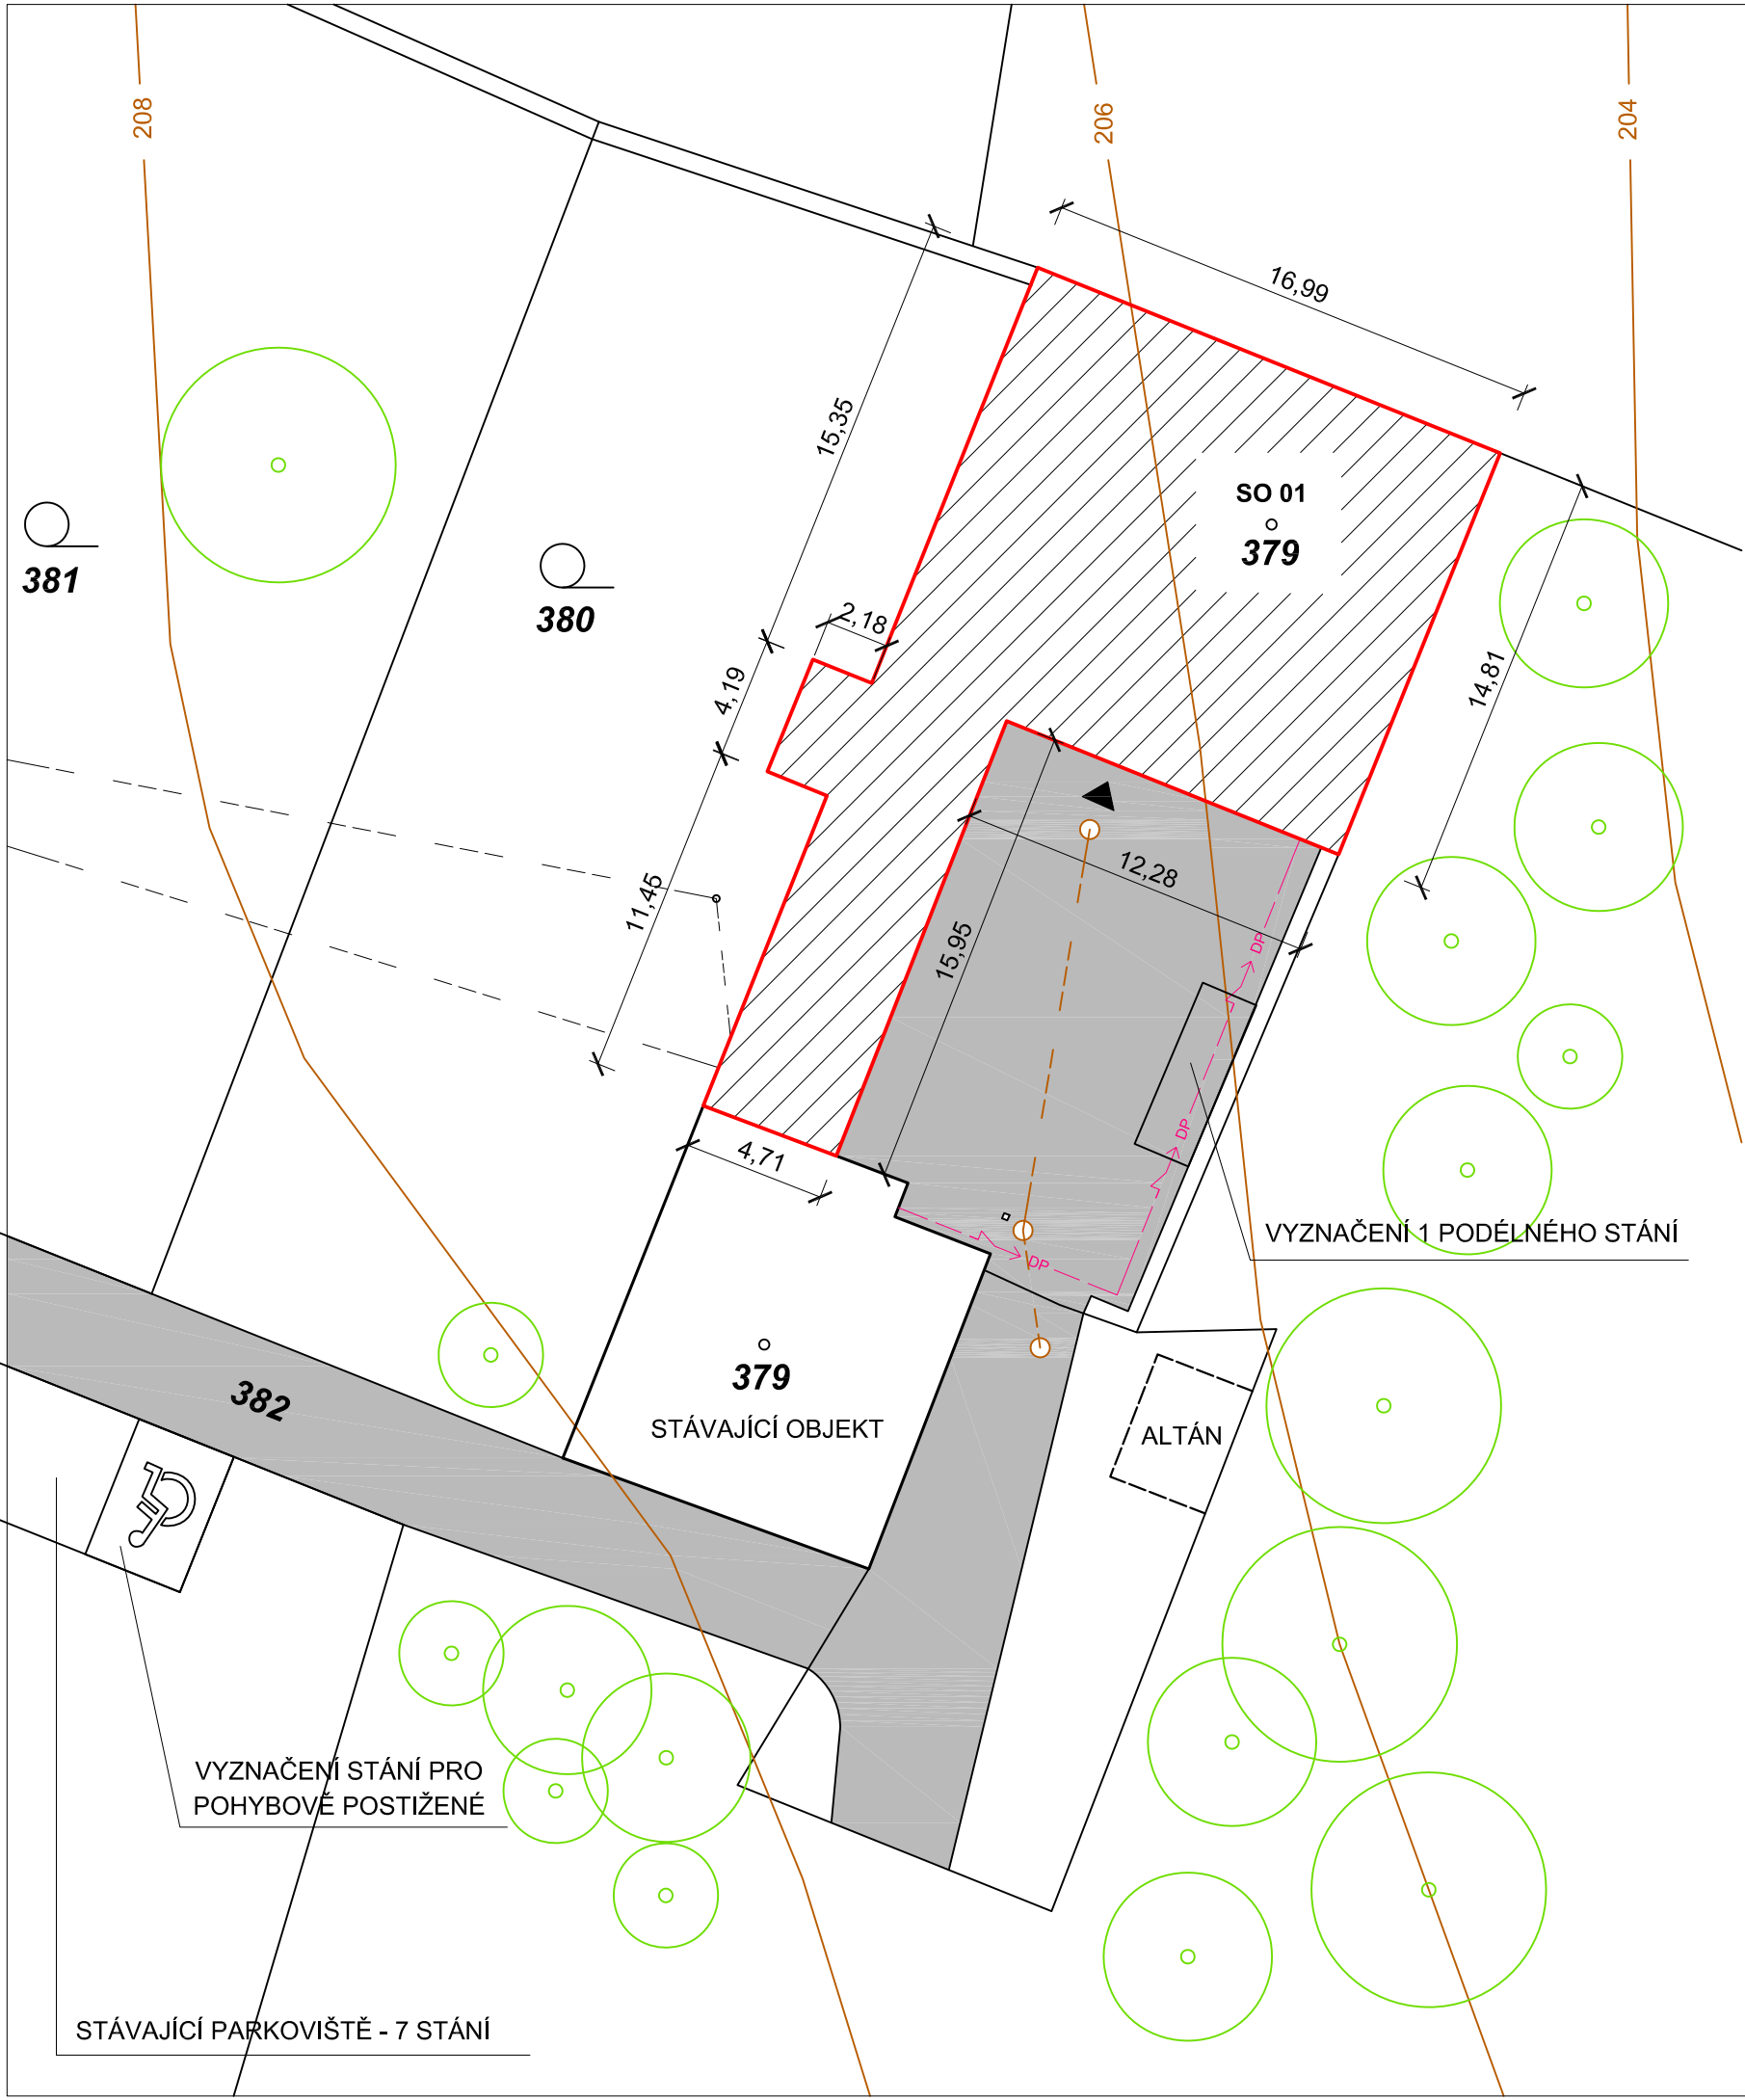 208
206
204
16,99
15,35
SO 01
379
381
380
2,18
4,19
14,81
12,28
11,45
15,95
DP
DP
4,71
DP
VYZNAČENÍ 1 PODÉLNÉHO STÁNÍ
379
STÁVAJÍCÍ OBJEKT
382
ALTÁN
VYZNAČENÍ STÁNÍ PRO
POHYBOVĚ POSTIŽENÉ
STÁVAJÍCÍ PARKOVIŠTĚ - 7 STÁNÍ